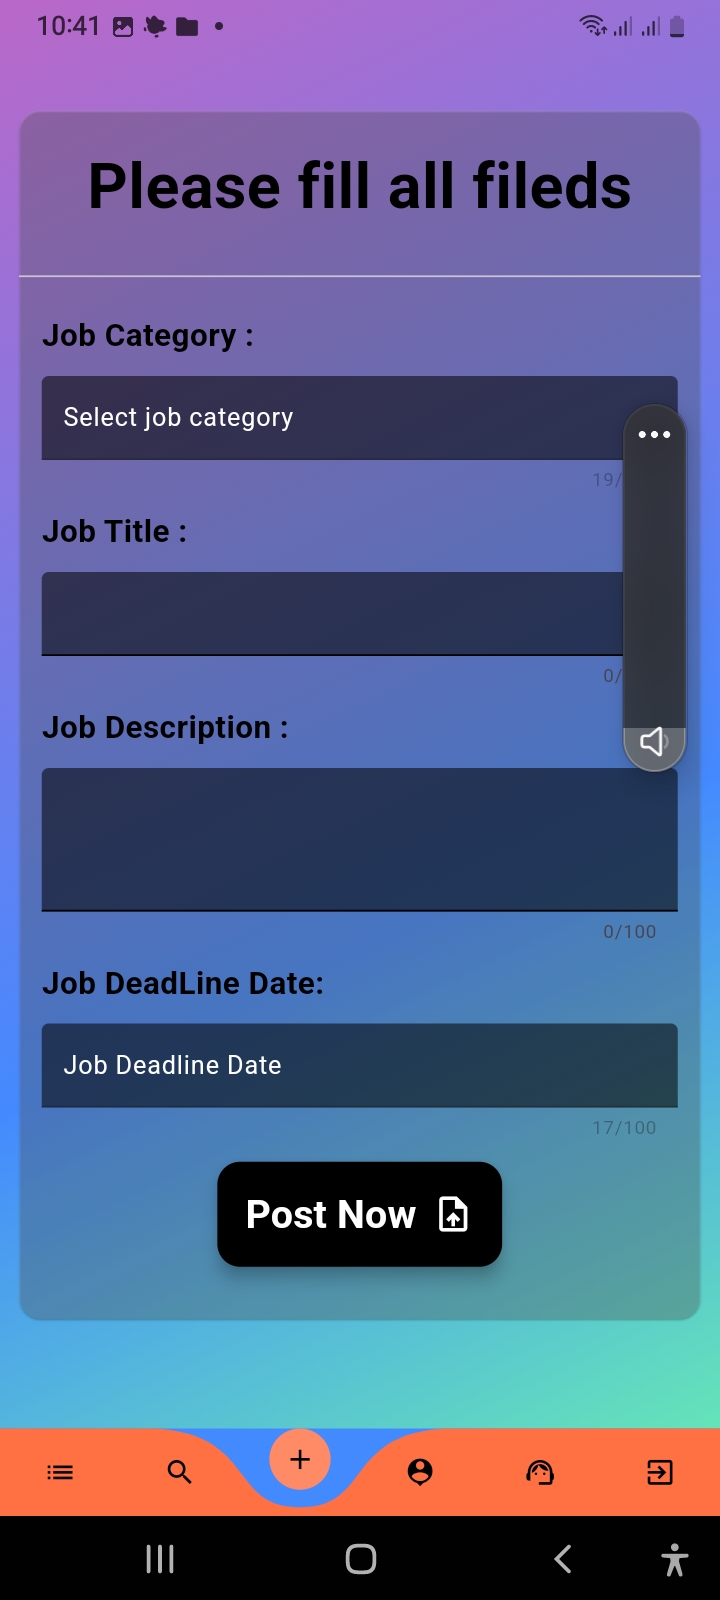 10:41
Please fill all fileds
Job Category :
Select job category
19/
Job Title :
0/
Job Description :
0/100
Job DeadLine Date:
Job Deadline Date
17/100
Post Now